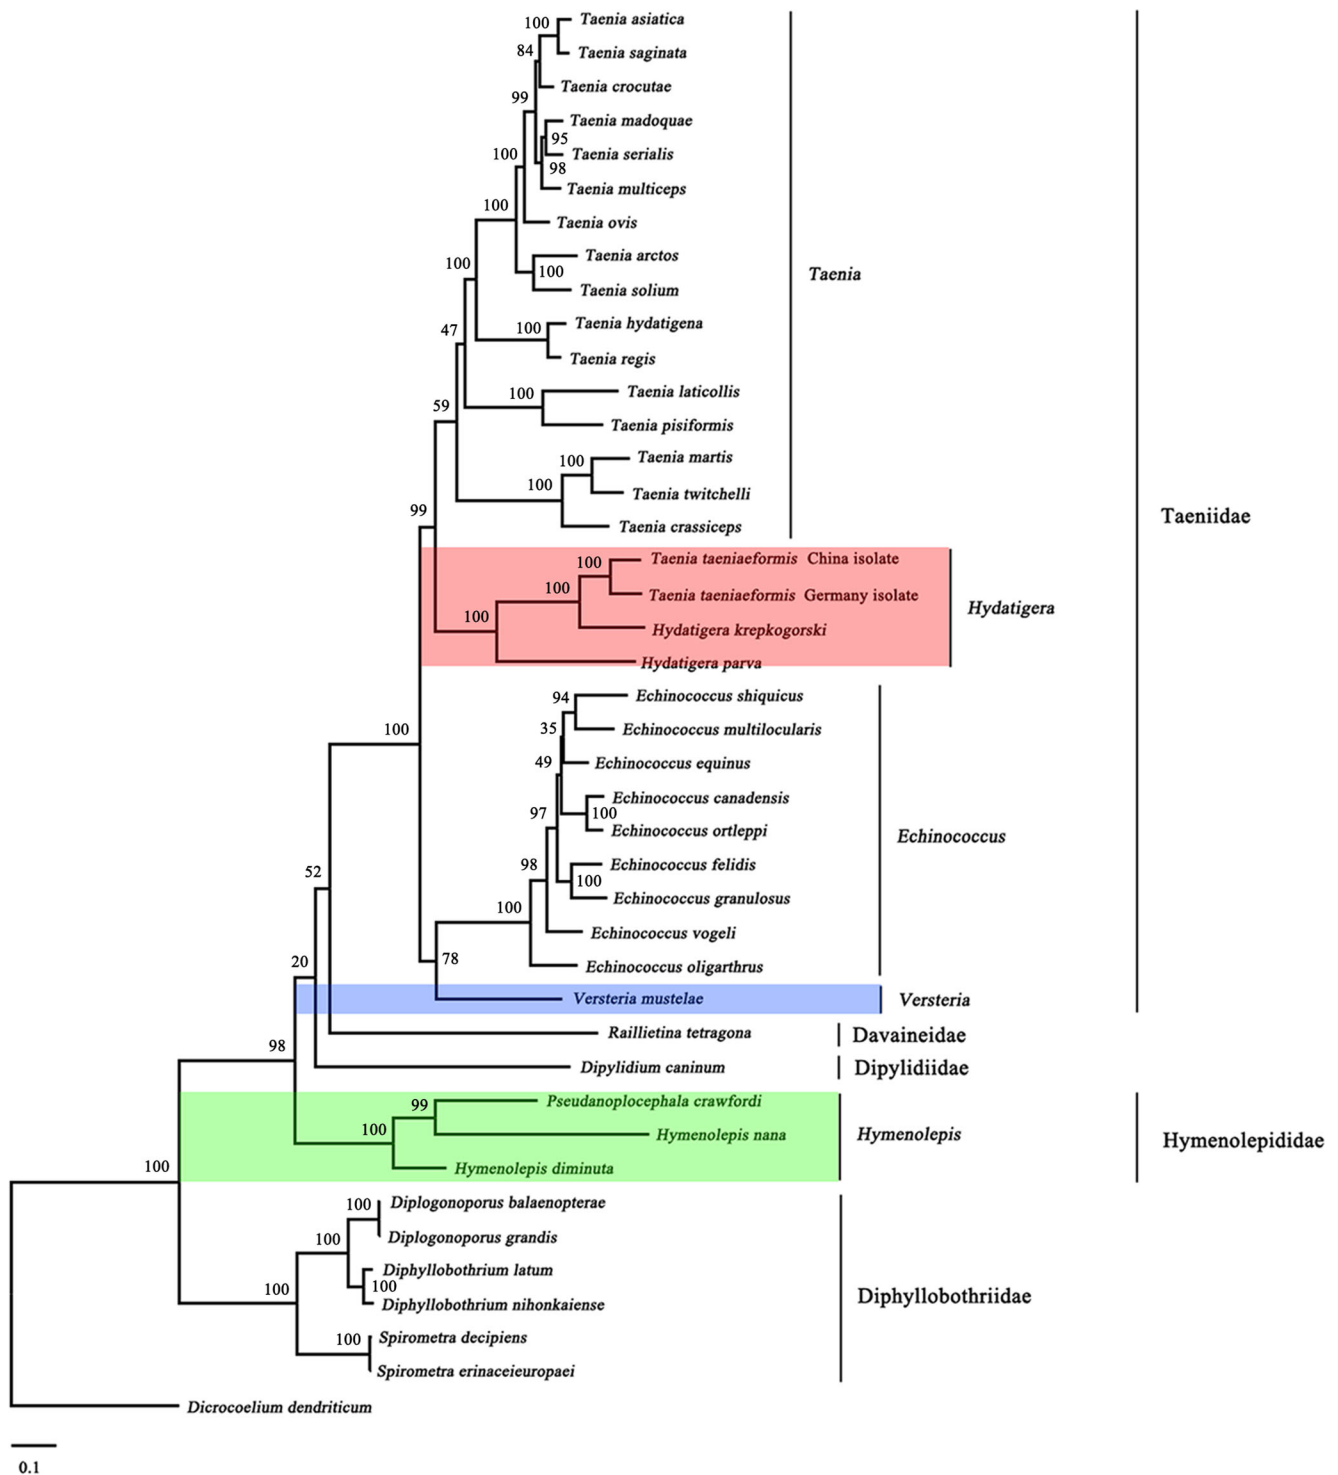 100
Taenia asiatica
84
Taenia saginata
Taenia crocutae
99
Taenia madoquae
95
100
Taenia serialis
98
Taenia multiceps
100
Taenia ovis
Taenia arctos
100
100
Taenia
Taenia solium
Taenia hydatigena
47
100
Taenia regis
Taenia laticollis
100
59
Taenia pisiformis
Taenia martis
100
100
Taenia twitchelli
99
Taenia crassiceps
Taeniidae
Taenia taeniaeformis China isolate
100
100
Taenia taeniaeformis Germany isolate
Hydatigera
100
Hydatigera krepkogorski
Hydatigera parva
94
Echinococcus shiquicus
35
Echinococcus multilocularis
100
49
Echinococcus equinus
Echinococcus canadensis
97
100
Echinococcus ortleppi
Echinococcus
98
Echinococcus felidis
52
100
Echinococcus granulosus
100
Echinococcus vogeli
78
20
Echinococcus oligarthrus
Versteria mustelae
Versteria
Raillietina tetragona
Davaineidae
98
Dipylidium caninum
Dipylidiidae
99
Pseudanoplocephala crawfordi
100
Hymenolepis nana
Hymenolepis
Hymenolepididae
100
Hymenolepis diminuta
100
Diplogonoporus balaenopterae
100
Diplogonoporus grandis
Diphyllobothrium latum
100
100
Diphyllobothriidae
Diphyllobothrium nihonkaiense
100
Spirometra decipiens
Spirometra erinaceieuropaei
Dicrocoelium dendriticum
0.1